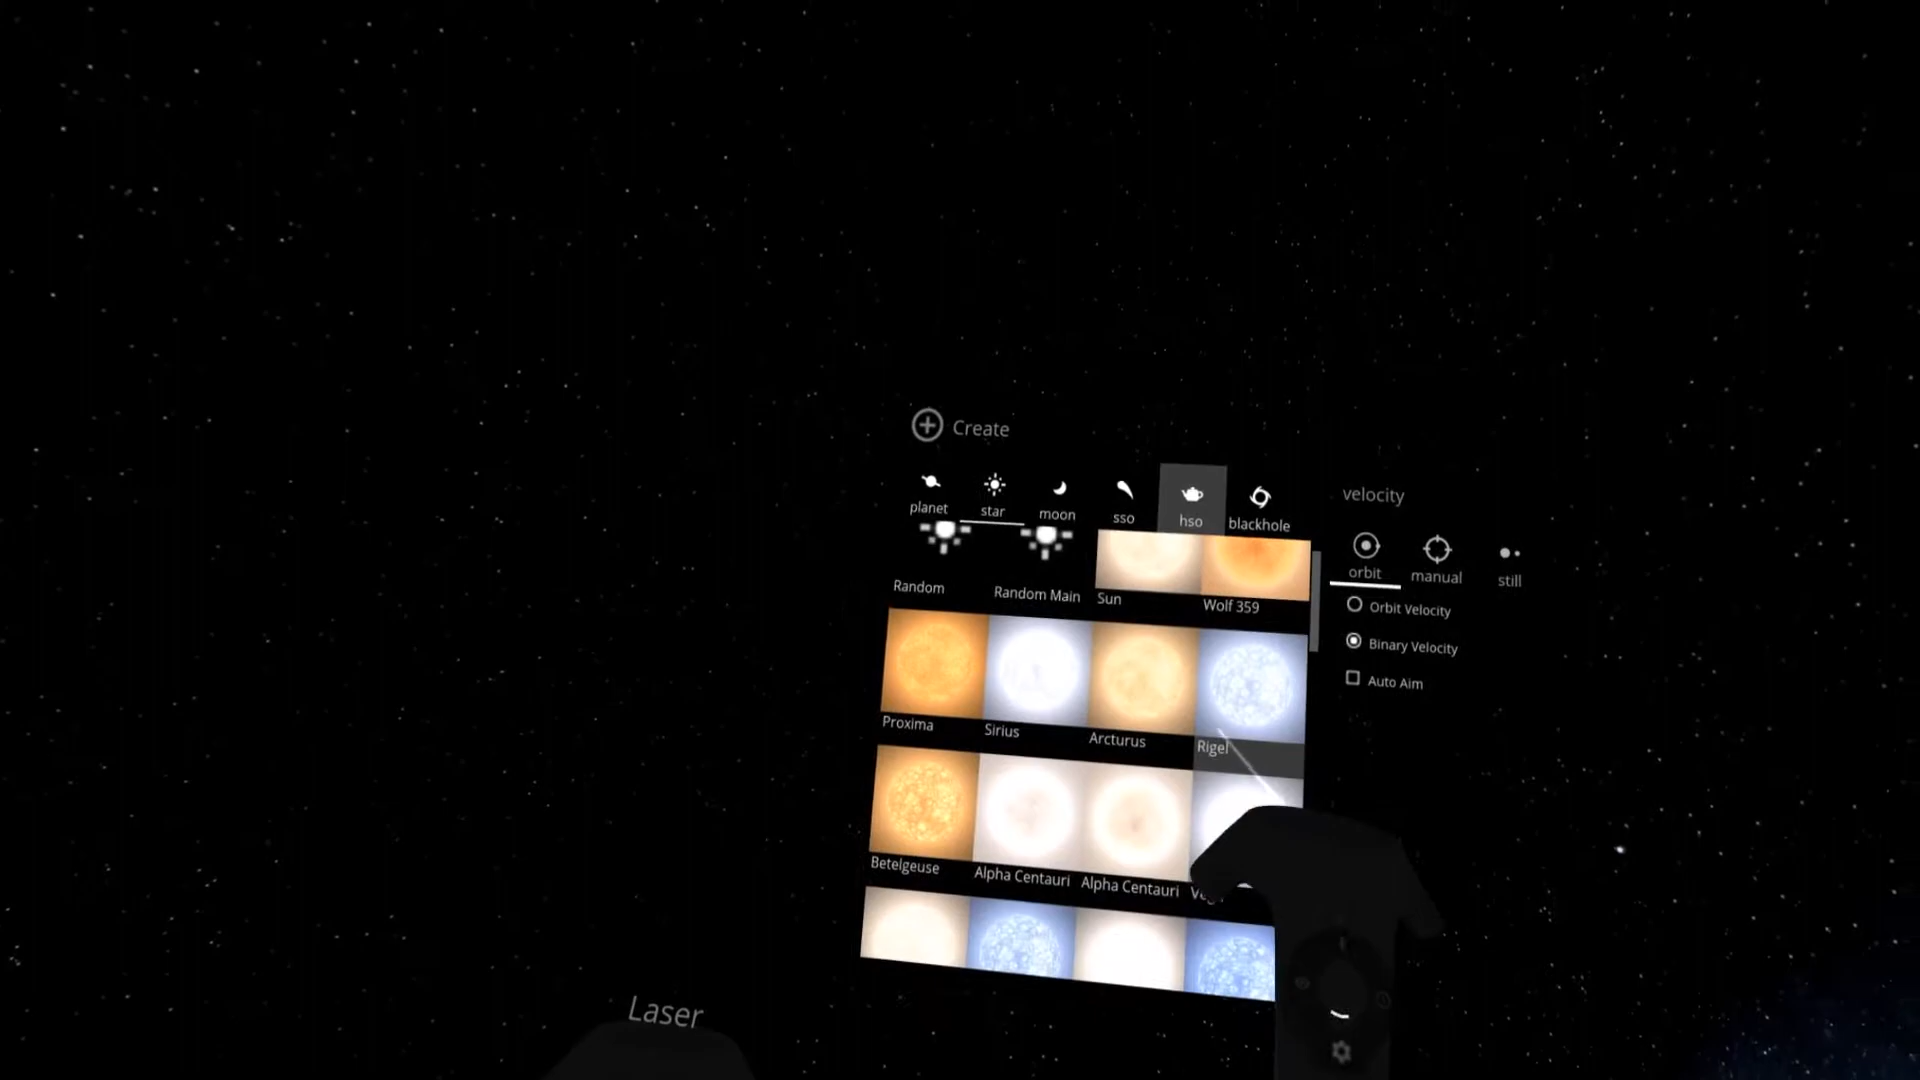 Create
planet star moon sso hso blackhole
Random Random Main Sun Wolf 359
Proxima Sirius Arcturus Rigel
Betelgeuse Alpha Centauri Alpha Centauri
velocity
orbit manual still
Orbit Velocity
Binary Velocity
Auto Aim
Laser